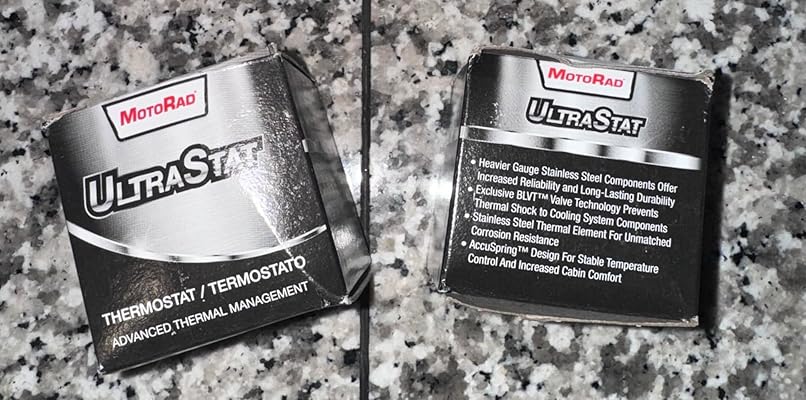 MOTORAD
ULTRASTAT
THERMOSTAT / TERMOSTATO
ADVANCED THERMAL MANAGEMENT
MOTORAD
ULTRASTAT
• Heavier Gauge Stainless Steel Components Offer
Increased Reliability and Long-Lasting Durability
• Exclusive BLVT™ Valve Technology Prevents
Thermal Shock to Cooling System Components
• Stainless Steel Thermal Element For Unmatched
Corrosion Resistance
• AccuSpring™ Design For Stable Temperature
Control And Increased Cabin Comfort